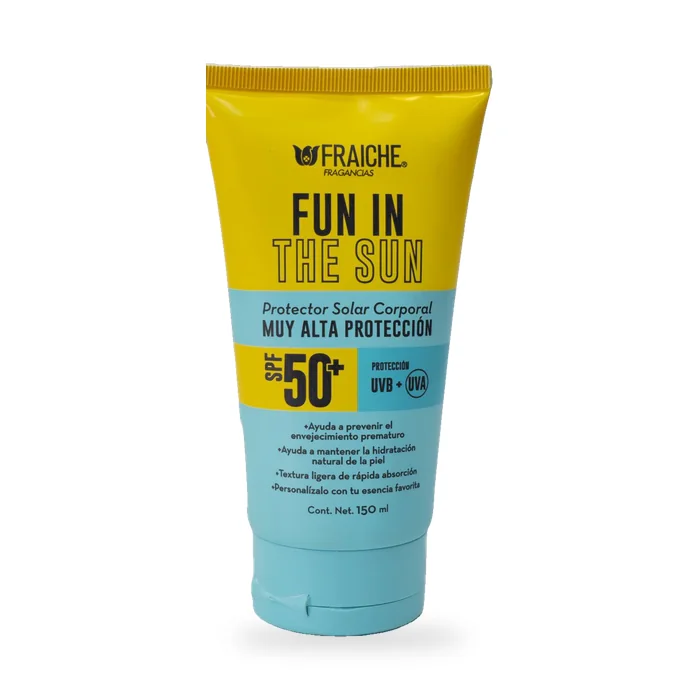 FRAICHE®
FRAGANCIAS
FUN IN
THE SUN
Protector Solar Corporal
MUY ALTA PROTECCIÓN
SPF 50+
PROTECCIÓN
UVB + UVA
•Ayuda a prevenir el
envejecimiento prematuro
•Ayuda a mantener la hidratación
natural de la piel
•Textura ligera de rápida absorción
•Personalízalo con tu esencia favorita
Cont. Net. 150 ml